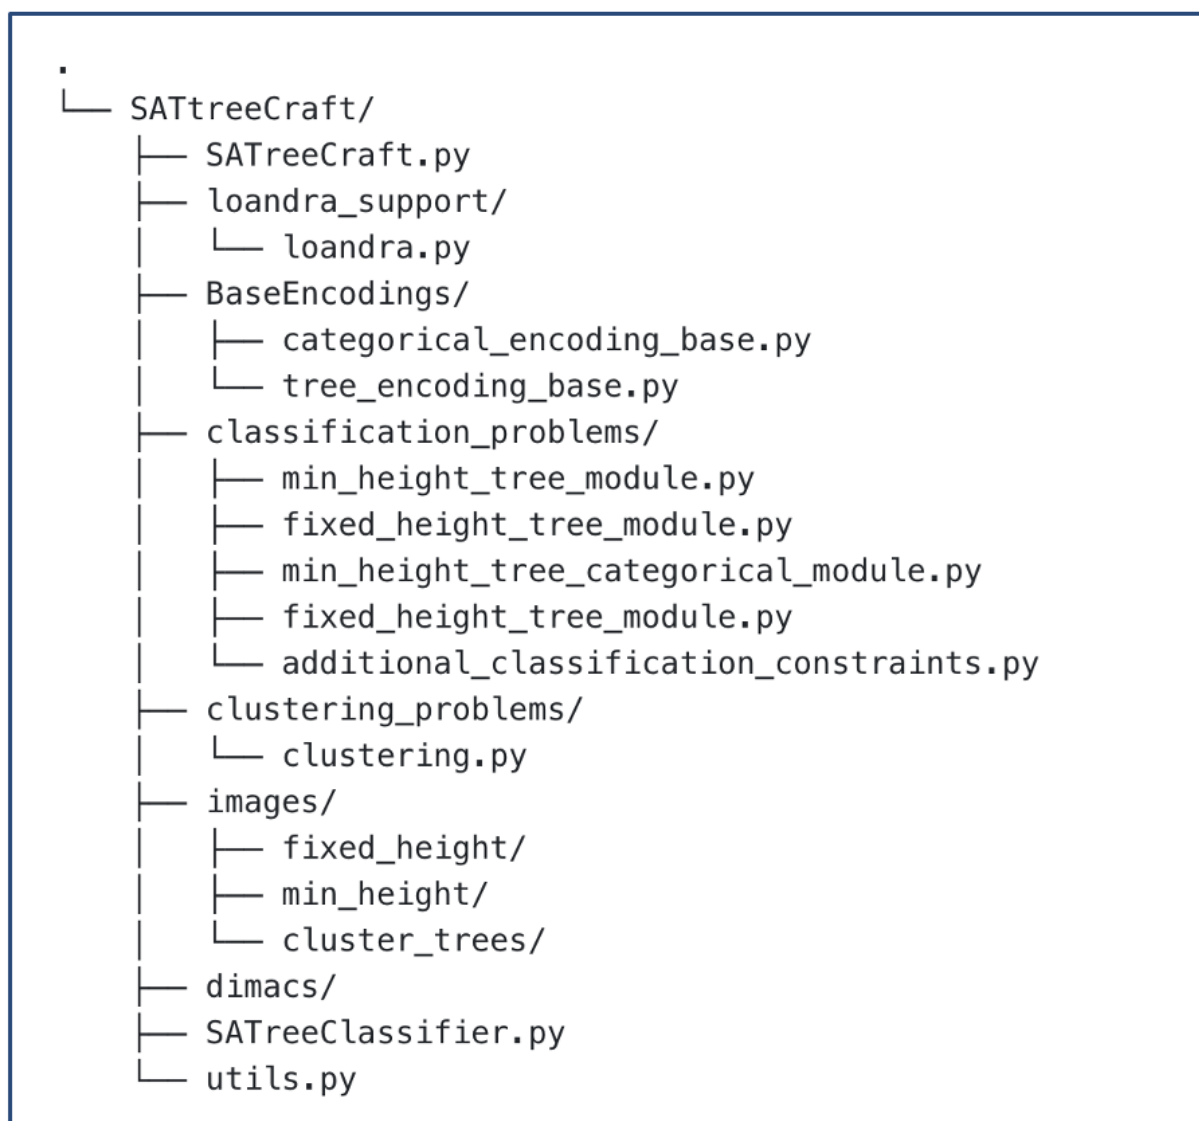 .
└── SATtreeCraft/
    ├── SATreeCraft.py
    ├── loandra_support/
    │   └── loandra.py
    ├── BaseEncodings/
    │   ├── categorical_encoding_base.py
    │   └── tree_encoding_base.py
    ├── classification_problems/
    │   ├── min_height_tree_module.py
    │   ├── fixed_height_tree_module.py
    │   ├── min_height_tree_categorical_module.py
    │   ├── fixed_height_tree_module.py
    │   └── additional_classification_constraints.py
    ├── clustering_problems/
    │   └── clustering.py
    ├── images/
    │   ├── fixed_height/
    │   ├── min_height/
    │   └── cluster_trees/
    ├── dimacs/
    ├── SATreeClassifier.py
    └── utils.py